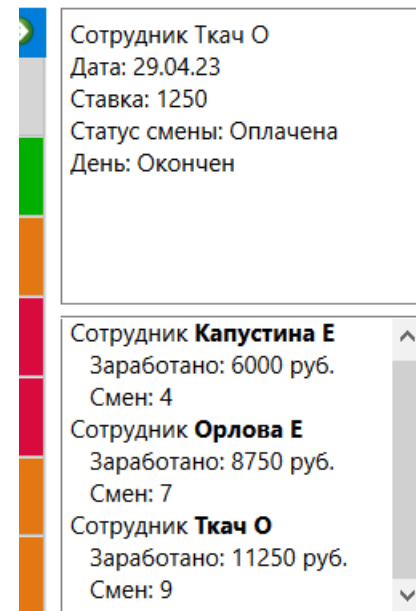 Сотрудник Ткач О
Дата: 29.04.23
Ставка: 1250
Статус смены: Оплачена
День: Окончен
Сотрудник Капустина Е
Заработано: 6000 руб.
Смен: 4
Сотрудник Орлова Е
Заработано: 8750 руб.
Смен: 7
Сотрудник Ткач О
Заработано: 11250 руб.
Смен: 9